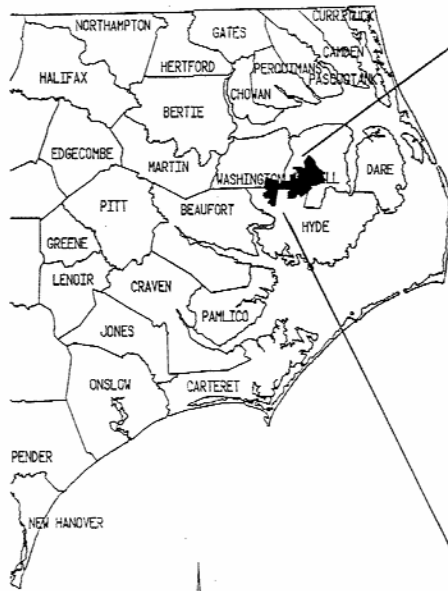 CURRITUCK
NORTHAMPTON
GATES
CAMDEN
HERTFORD
PERQUIMANS
PASQUOTANK
HALIFAX
CHOWAN
BERTIE
EDGECOMBE
MARTIN
WASHINGTON
DARE
PITT
BEAUFORT
HYDE
GREENE
LENOIR
CRAVEN
PAMLICO
JONES
ONSLOW
CARTERET
PENDER
NEW HANOVER